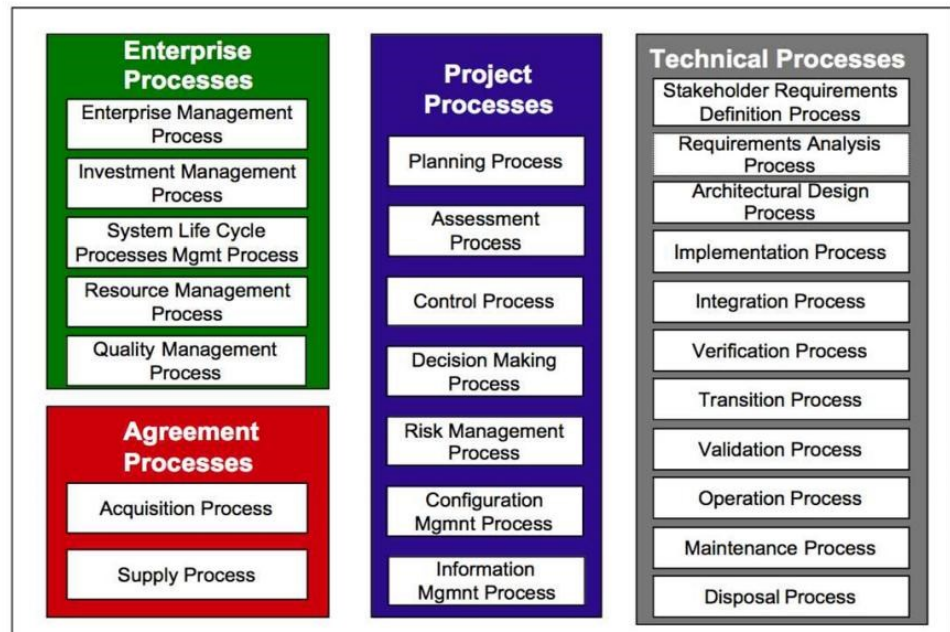 Enterprise
Processes
Enterprise Management
Process
Investment Management
Process
System Life Cycle
Processes Mgmt Process
Resource Management
Process
Quality Management
Process
Agreement
Processes
Acquisition Process
Supply Process
Project
Processes
Planning Process
Assessment
Process
Control Process
Decision Making
Process
Risk Management
Process
Configuration
Mgmnt Process
Information
Mgmnt Process
Technical Processes
Stakeholder Requirements
Definition Process
Requirements Analysis
Process
Architectural Design
Process
Implementation Process
Integration Process
Verification Process
Transition Process
Validation Process
Operation Process
Maintenance Process
Disposal Process